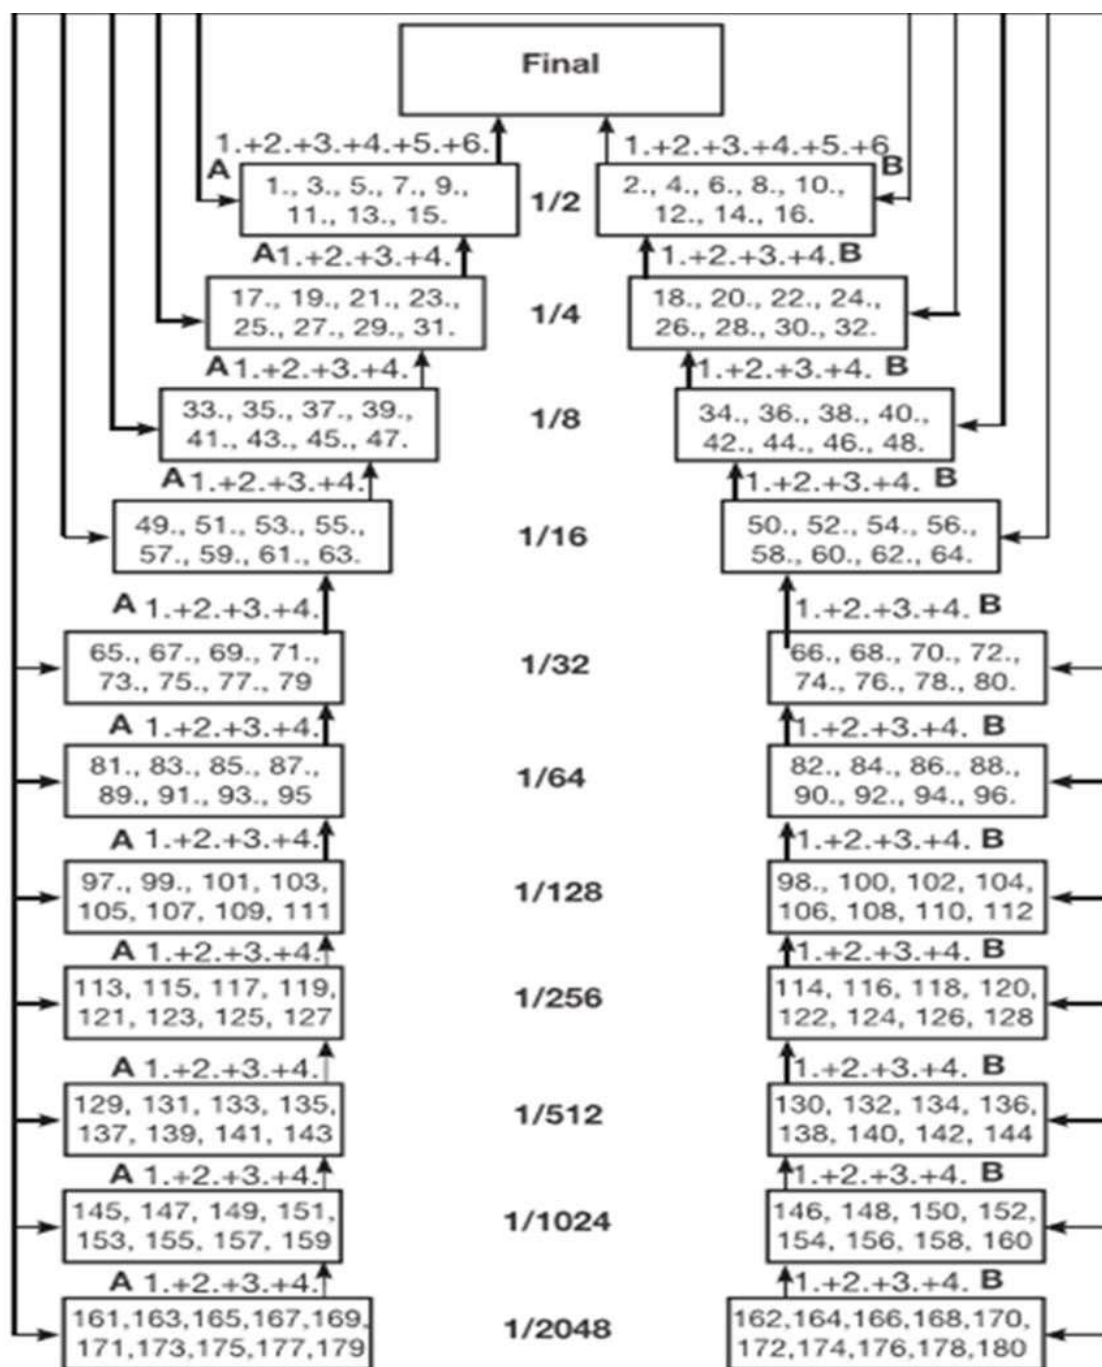 Final
1.+2.+3.+4.+5.+6. 1.+2.+3.+4.+5.+6
A B
1., 3., 5., 7., 9., 1/2 2., 4., 6., 8., 10.,
11., 13., 15. 12., 14., 16.
A 1.+2.+3.+4. 1.+2.+3.+4. B
17., 19., 21., 23., 1/4 18., 20., 22., 24.,
25., 27., 29., 31. 26., 28., 30., 32.
A 1.+2.+3.+4. 1.+2.+3.+4. B
33., 35., 37., 39., 1/8 34., 36., 38., 40.,
41., 43., 45., 47. 42., 44., 46., 48.
A 1.+2.+3.+4. 1.+2.+3.+4. B
49., 51., 53., 55., 1/16 50., 52., 54., 56.,
57., 59., 61., 63. 58., 60., 62., 64.
A 1.+2.+3.+4. 1.+2.+3.+4. B
65., 67., 69., 71., 1/32 66., 68., 70., 72.,
73., 75., 77., 79 74., 76., 78., 80.
A 1.+2.+3.+4. 1.+2.+3.+4. B
81., 83., 85., 87., 1/64 82., 84., 86., 88.,
89., 91., 93., 95 90., 92., 94., 96.
A 1.+2.+3.+4. 1.+2.+3.+4. B
97., 99., 101, 103, 1/128 98., 100, 102, 104,
105, 107, 109, 111 106, 108, 110, 112
A 1.+2.+3.+4. 1.+2.+3.+4. B
113, 115, 117, 119, 1/256 114, 116, 118, 120,
121, 123, 125, 127 122, 124, 126, 128
A 1.+2.+3.+4. 1.+2.+3.+4. B
129, 131, 133, 135, 1/512 130, 132, 134, 136,
137, 139, 141, 143 138, 140, 142, 144
A 1.+2.+3.+4. 1.+2.+3.+4. B
145, 147, 149, 151, 1/1024 146, 148, 150, 152,
153, 155, 157, 159 154, 156, 158, 160
A 1.+2.+3.+4. 1.+2.+3.+4. B
161,163,165,167,169, 1/2048 162,164,166,168,170,
171,173,175,177,179 172,174,176,178,180